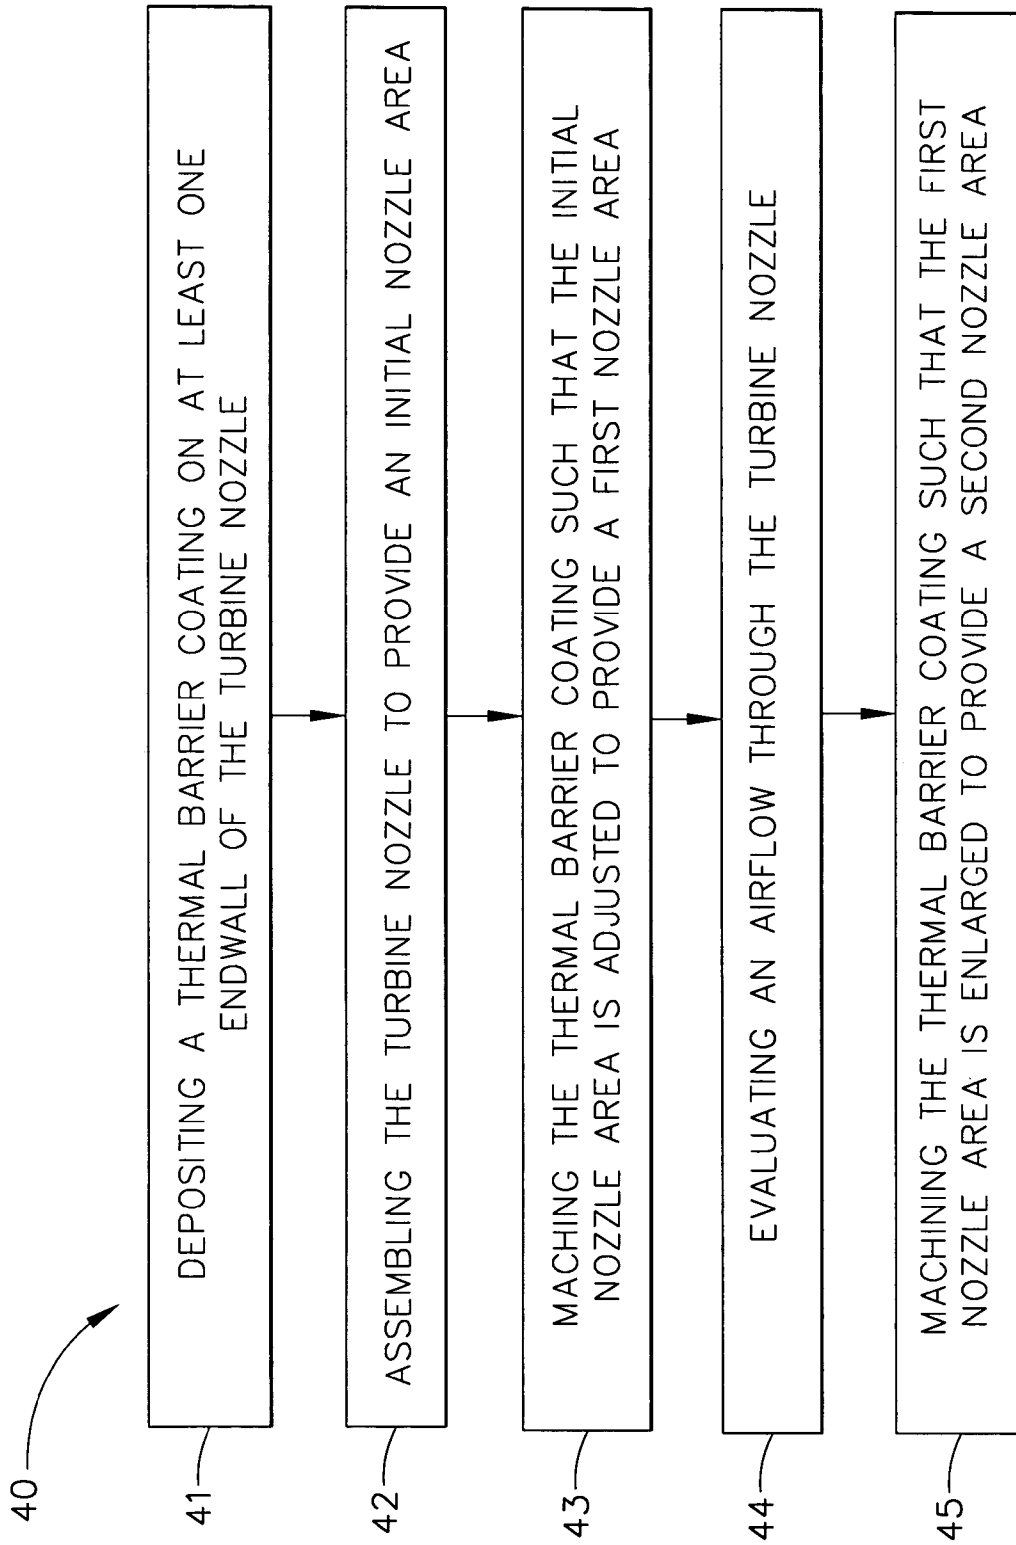 40
41
DEPOSITING A THERMAL BARRIER COATING ON AT LEAST ONE
ENDWALL OF THE TURBINE NOZZLE
42
ASSEMBLING THE TURBINE NOZZLE TO PROVIDE AN INITIAL NOZZLE AREA
43
MACHING THE THERMAL BARRIER COATING SUCH THAT THE INITIAL
NOZZLE AREA IS ADJUSTED TO PROVIDE A FIRST NOZZLE AREA
44
EVALUATING AN AIRFLOW THROUGH THE TURBINE NOZZLE
45
MACHINING THE THERMAL BARRIER COATING SUCH THAT THE FIRST
NOZZLE AREA IS ENLARGED TO PROVIDE A SECOND NOZZLE AREA